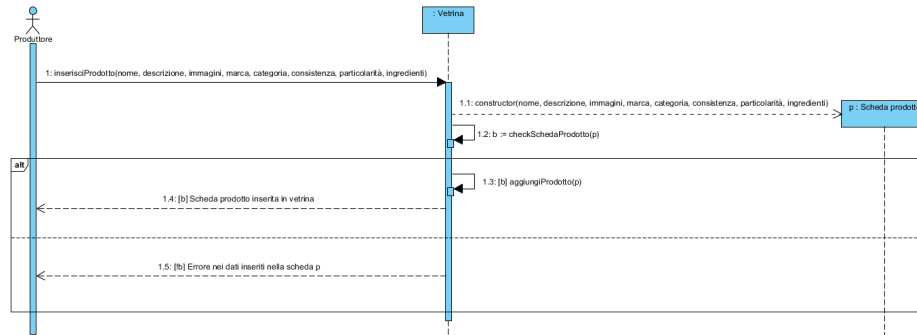 Produttore
: Vetrina
1: inserisciProdotto(nome, descrizione, immagini, marca, categoria, consistenza, particolarità, ingredienti)
1.1: constructor(nome, descrizione, immagini, marca, categoria, consistenza, particolarità, ingredienti)
p : Scheda prodotto
1.2: b := checkSchedaProdotto(p)
alt
1.3: [b] aggiungiProdotto(p)
1.4: [b] Scheda prodotto inserita in vetrina
1.5: [!b] Errore nei dati inseriti nella scheda p